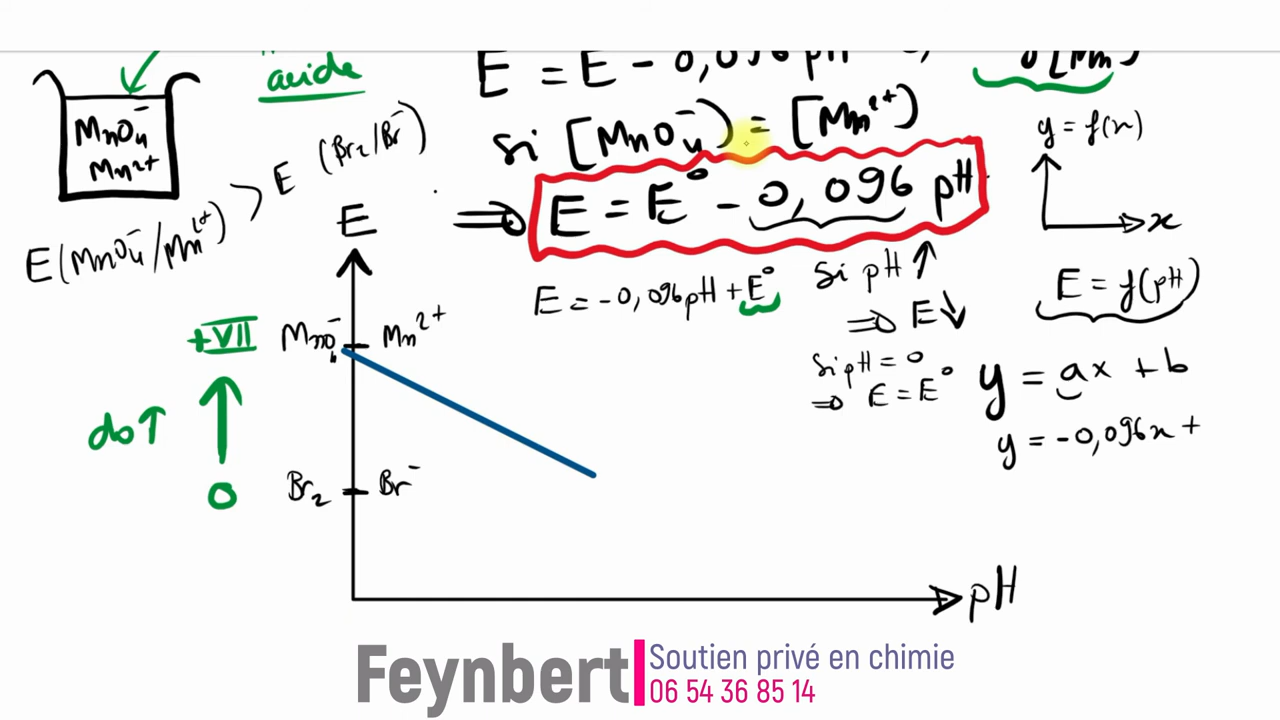 acide
E = E - 0,096 pH
MnO₄⁻
Mn²⁺
si [MnO₄⁻) = [Mn²⁺)
y = f(x)
E(MnO₄⁻/Mn²⁺) > E (Br₂/Br⁻)
⇒ E = E° - 0,096 pH
x
E
E = -0,096pH + E°
Si pH ↑
⇒ E↓
E = f(pH)
+VII
MnO₄⁻ Mn²⁺
Si pH = 0
⇒ E = E°
y = ax + b
y = -0,096x +
do↑
0
Br₂ Br⁻
pH
Feynbert
Soutien privé en chimie
06 54 36 85 14